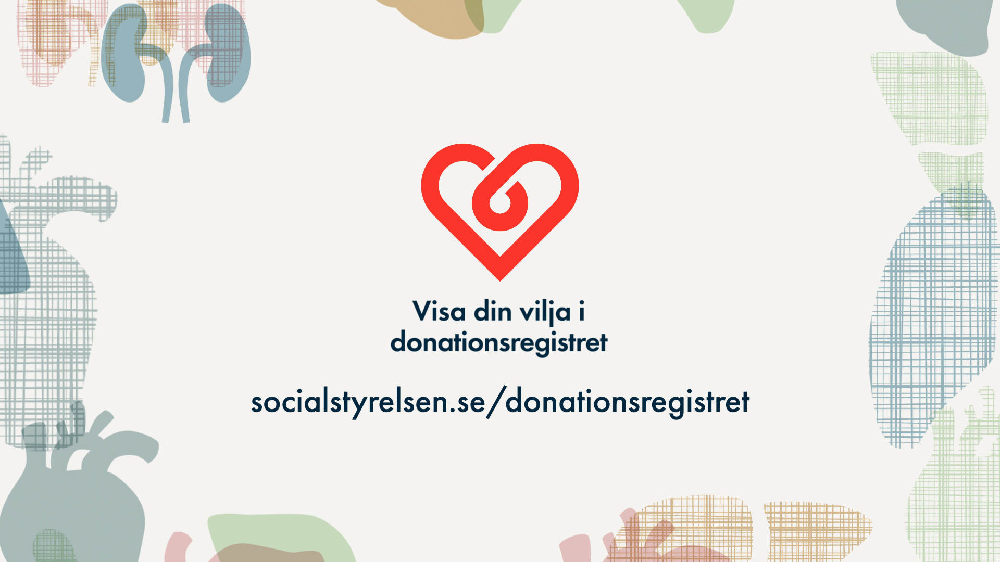 Visa din vilja i
donationsregistret
socialstyrelsen.se/donationsregistret